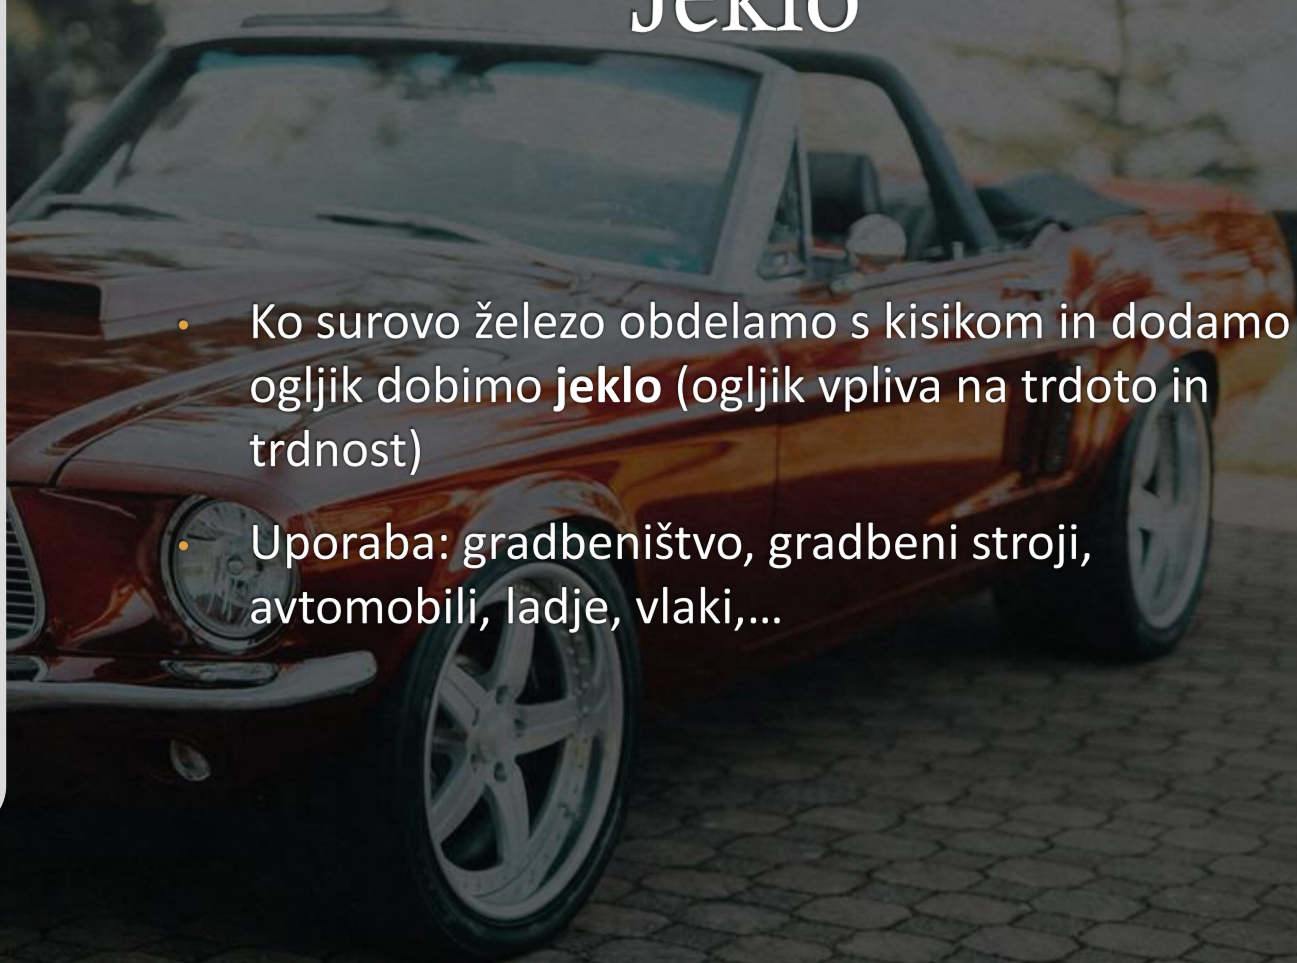 Jeklo
• Ko surovo železo obdelamo s kisikom in dodamo
ogljik dobimo jeklo (ogljik vpliva na trdoto in
trdnost)
• Uporaba: gradbeništvo, gradbeni stroji,
avtomobili, ladje, vlaki,...